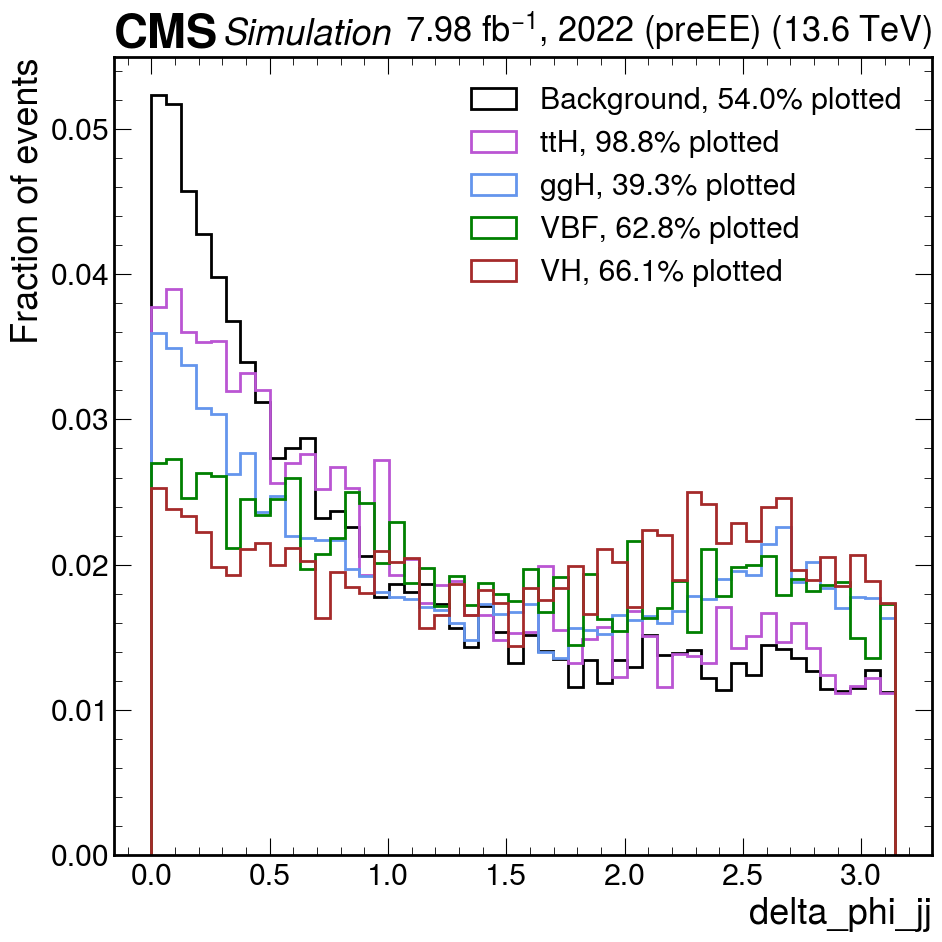 CMS Simulation 7.98 fb⁻¹, 2022 (preEE) (13.6 TeV)
Fraction of events
0.05
0.04
0.03
0.02
0.01
0.00
Background, 54.0% plotted
ttH, 98.8% plotted
ggH, 39.3% plotted
VBF, 62.8% plotted
VH, 66.1% plotted
0.0 0.5 1.0 1.5 2.0 2.5 3.0
delta_phi_jj